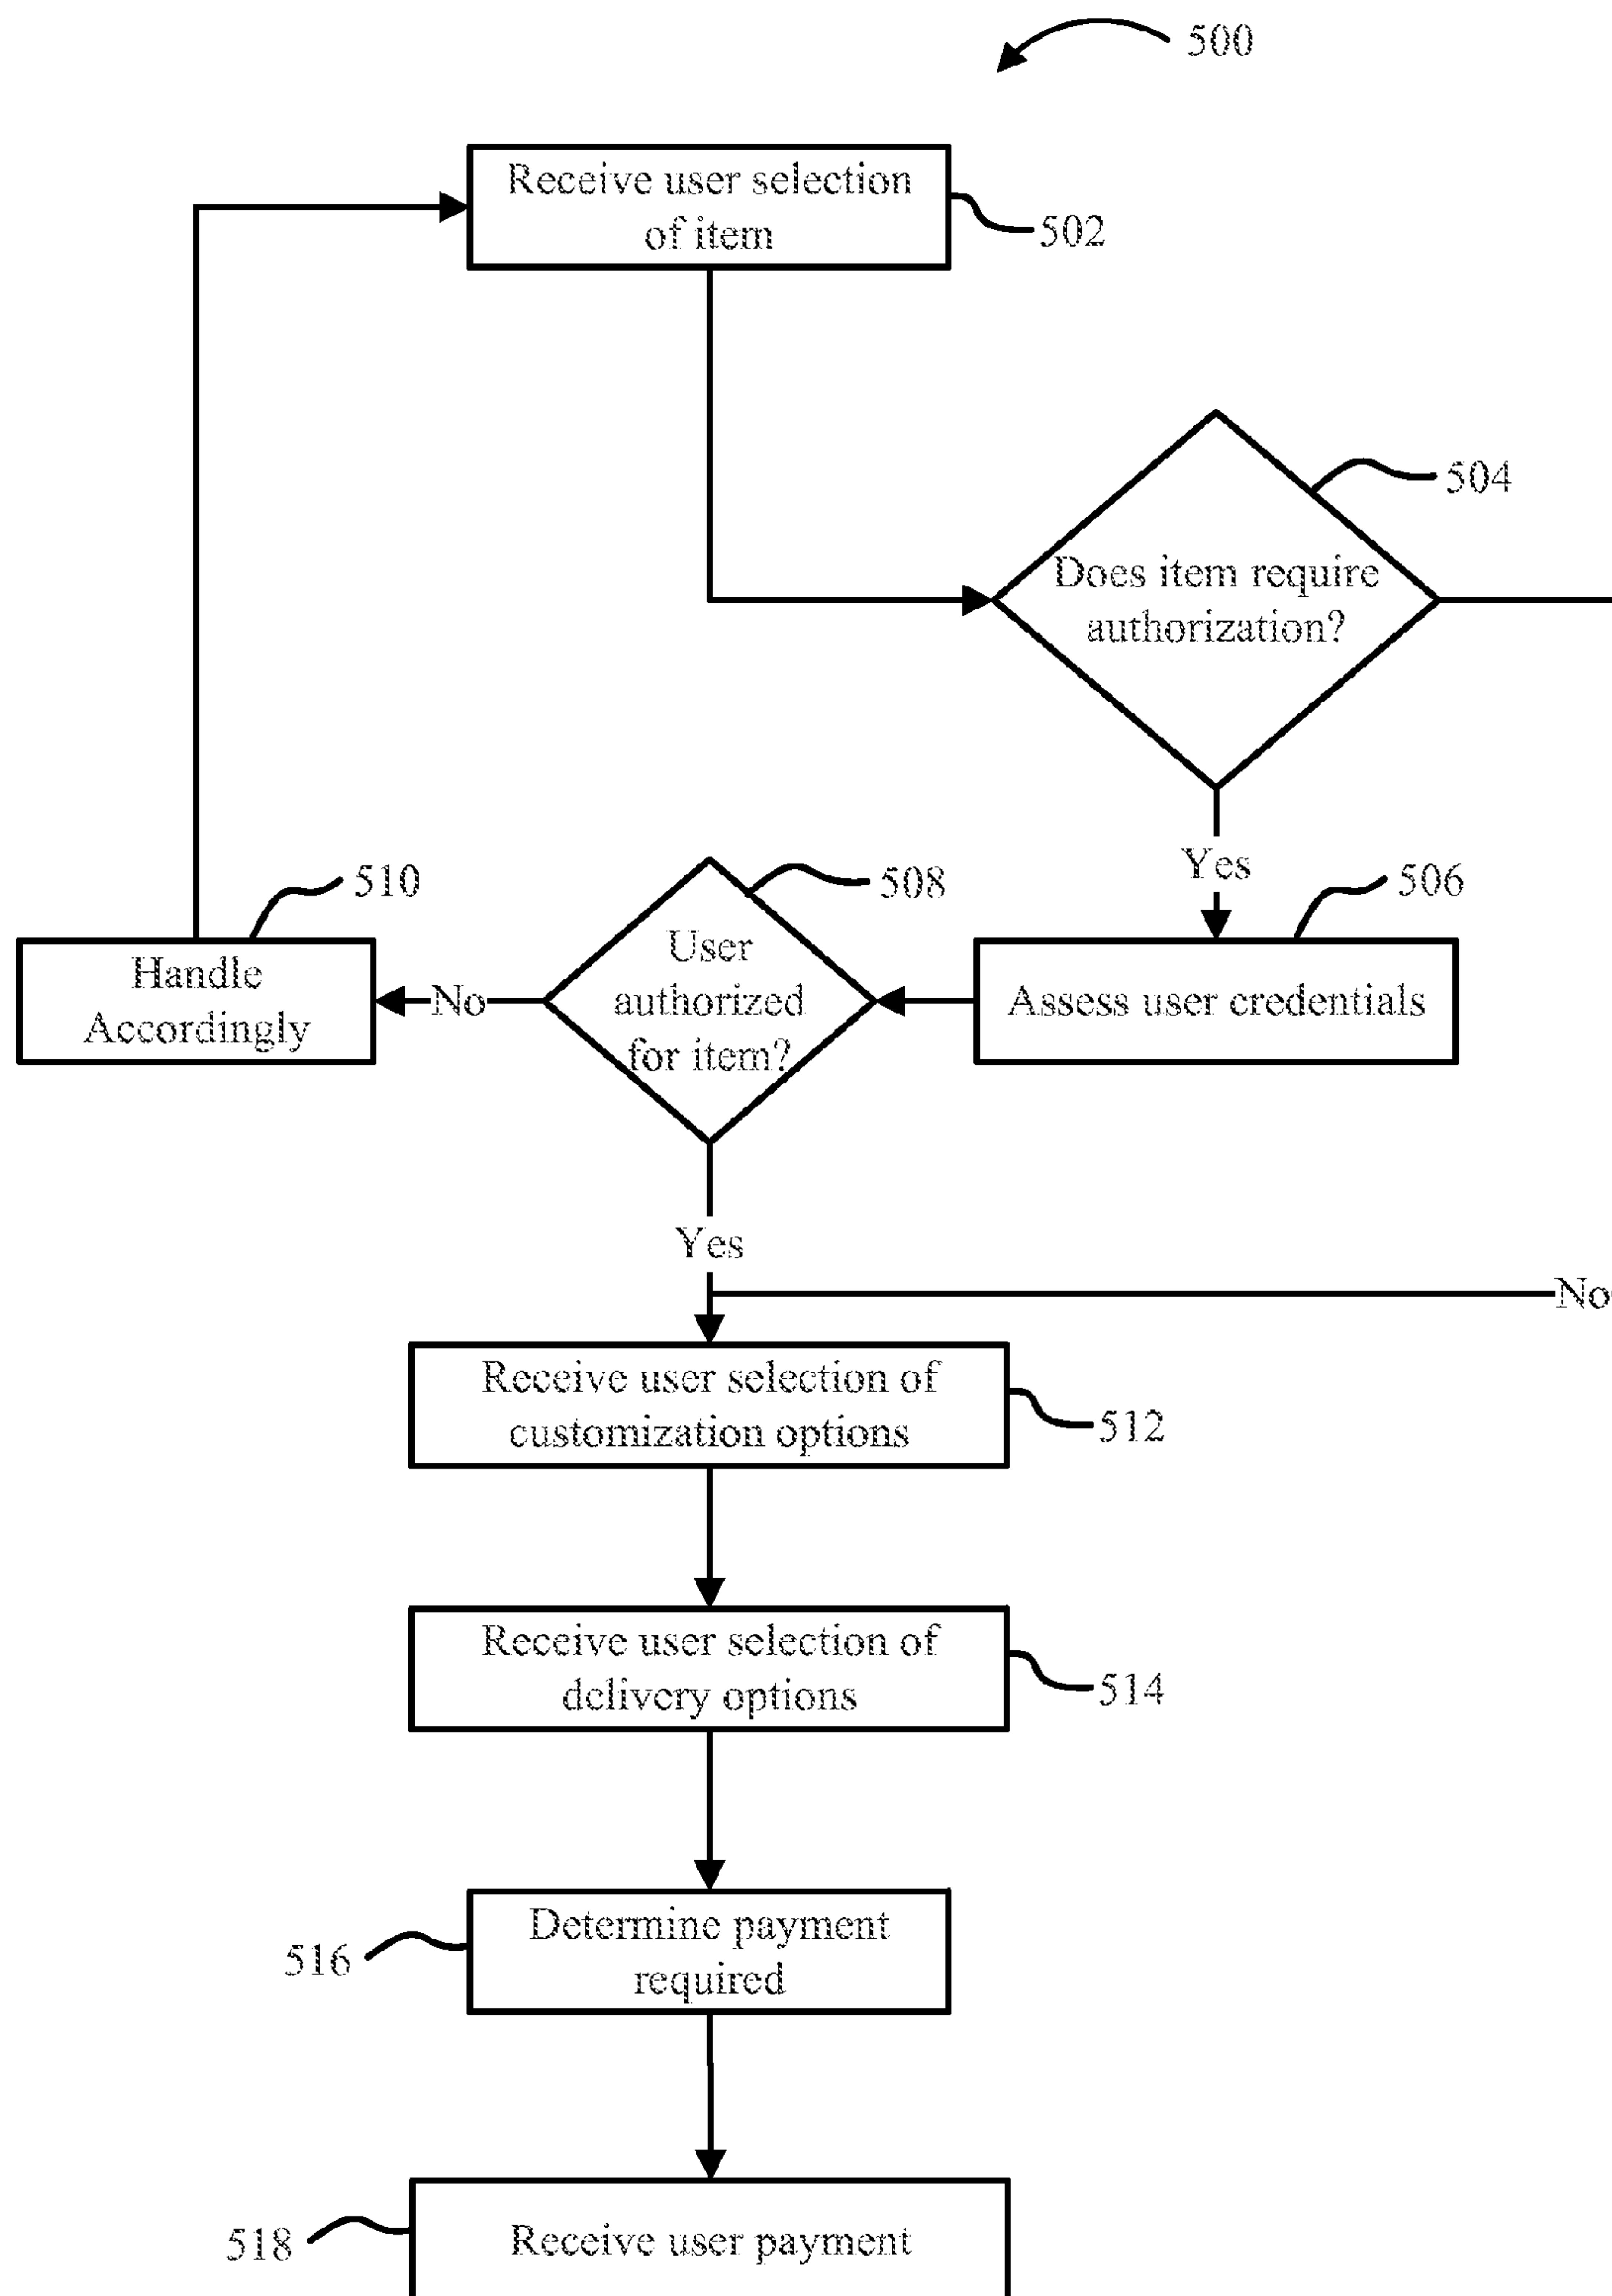 500
Receive user selection
of item
502
504
Does item require
authorization?
Yes
510
508
506
Handle
Accordingly
No
User
authorized
for item?
Assess user credentials
Yes
No
Receive user selection of
customization options
512
Receive user selection of
delivery options
514
Determine payment
required
516
518
Receive user payment